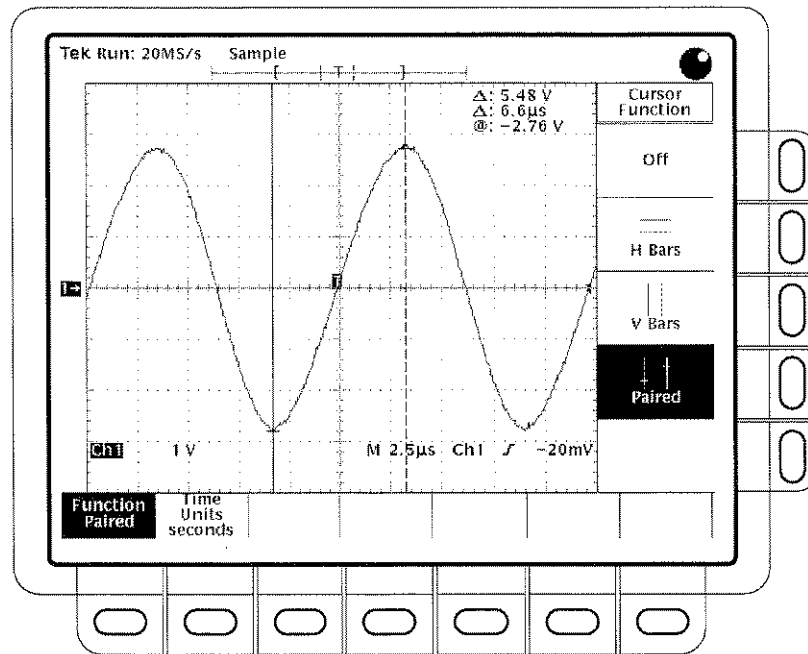 Tek Run: 20MS/s Sample
T
Δ: 5.48 V
Δ: 6.6µs
@: −2.76 V
Cursor
Function
Off
H Bars
V Bars
Paired
T
1→
Ch1 1 V M 2.5µs Ch1 −20mV
Function
Paired
Time
Units
seconds